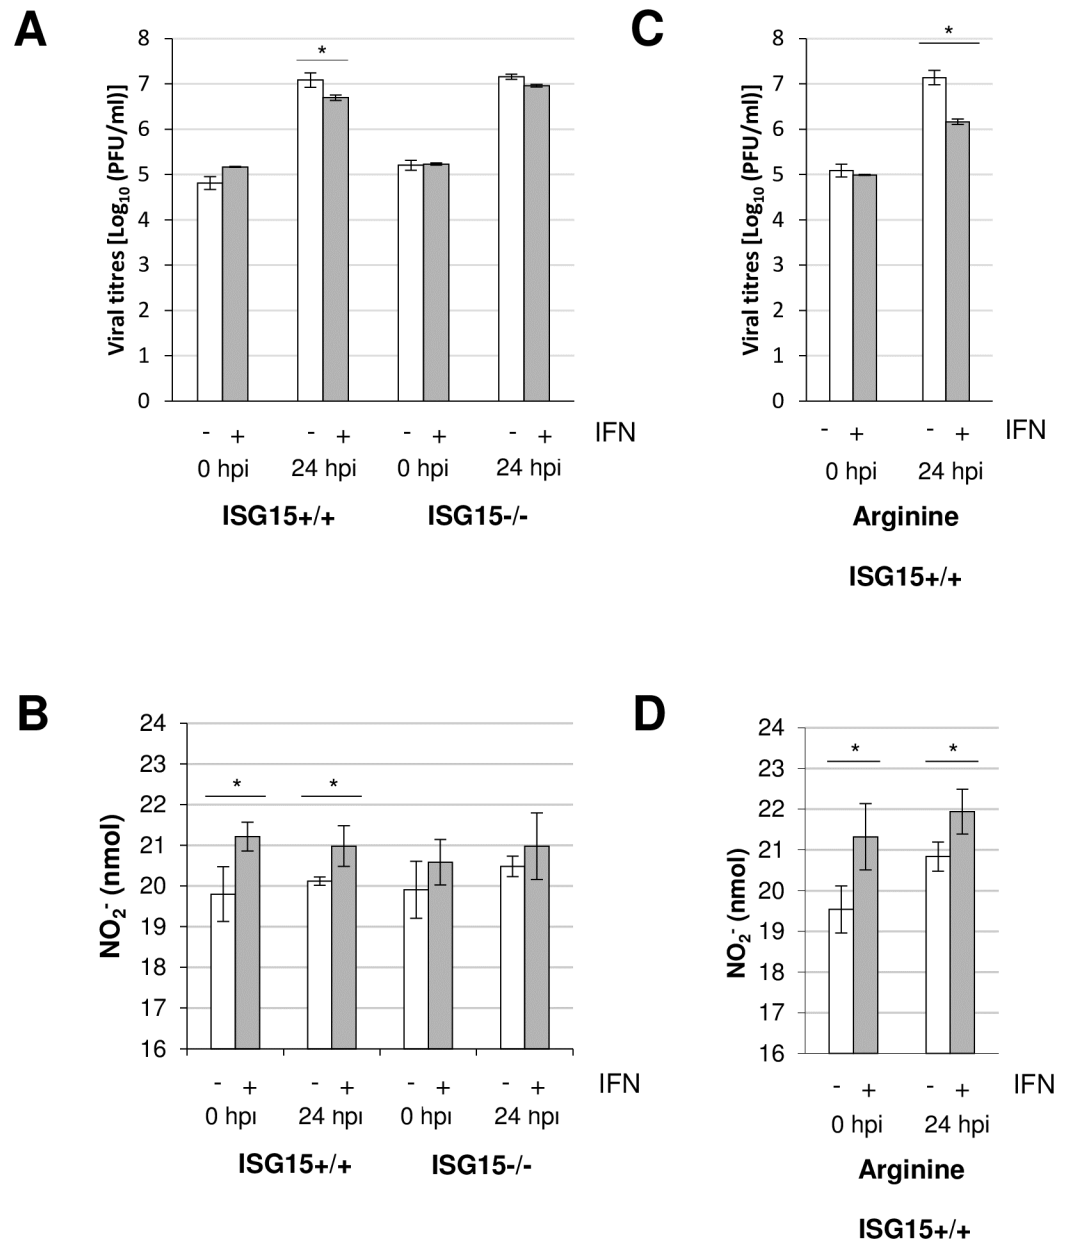 A
Viral titres [Log10 (PFU/ml)]
8
7
6
5
4
3
2
1
0
*
- + - + - + - + IFN
0 hpi 24 hpi 0 hpi 24 hpi
ISG15+/+ ISG15-/-
C
Viral titres [Log10 (PFU/ml)]
8
7
6
5
4
3
2
1
0
*
- + - + IFN
0 hpi 24 hpi
Arginine
ISG15+/+
B
NO2- (nmol)
24
23
22
21
20
19
18
17
16
* *
- + - + - + - + IFN
0 hpı 24 hpı 0 hpı 24 hpı
ISG15+/+ ISG15-/-
D
NO2- (nmol)
24
23
22
21
20
19
18
17
16
* *
- + - + IFN
0 hpi 24 hpi
Arginine
ISG15+/+